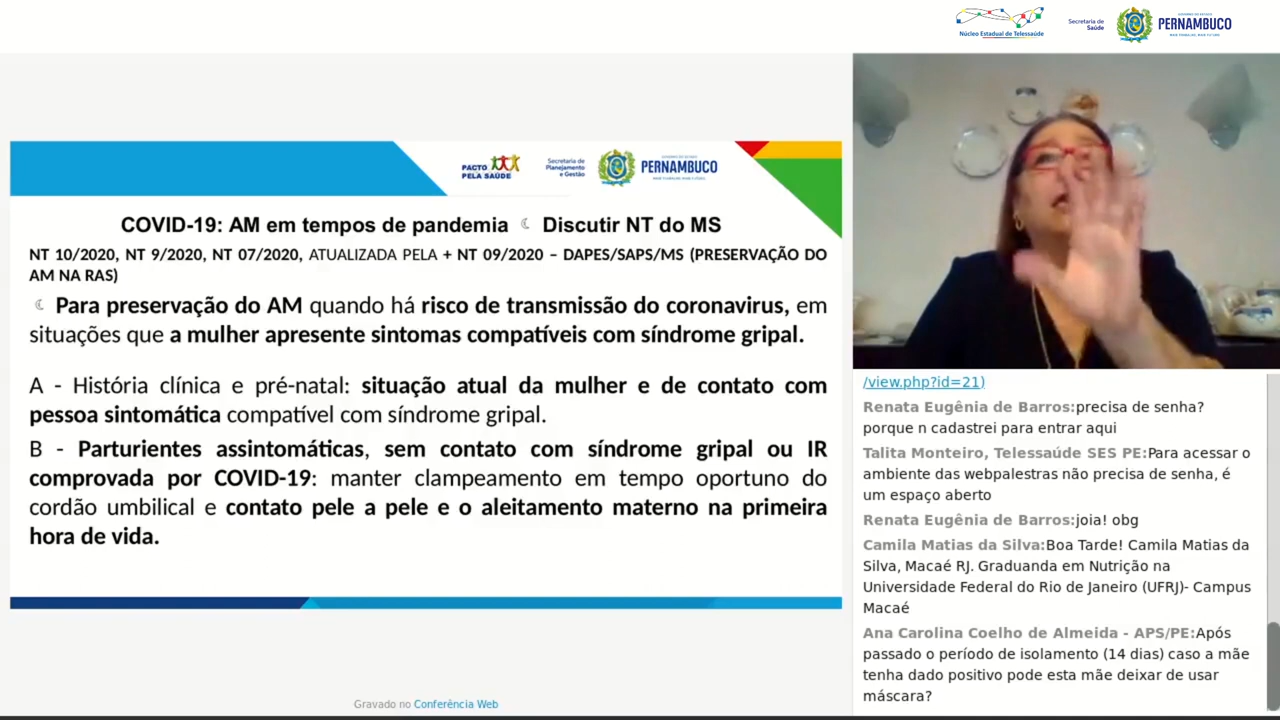 Núcleo Estadual de Telessaúde
Secretaria de
Saúde
GOVERNO DO ESTADO
PERNAMBUCO
MAIS TRABALHO, MAIS FUTURO
PACTO
PELA SAÚDE
Secretaria de
Planejamento
e Gestão
GOVERNO DO ESTADO
PERNAMBUCO
COVID-19: AM em tempos de pandemia ☾ Discutir NT do MS
NT 10/2020, NT 9/2020, NT 07/2020, ATUALIZADA PELA + NT 09/2020 – DAPES/SAPS/MS (PRESERVAÇÃO DO
AM NA RAS)
☾ Para preservação do AM quando há risco de transmissão do coronavirus, em
situações que a mulher apresente sintomas compatíveis com síndrome gripal.
A - História clínica e pré-natal: situação atual da mulher e de contato com
pessoa sintomática compatível com síndrome gripal.
B - Parturientes assintomáticas, sem contato com síndrome gripal ou IR
comprovada por COVID-19: manter clampeamento em tempo oportuno do
cordão umbilical e contato pele a pele e o aleitamento materno na primeira
hora de vida.
Gravado no Conferência Web
/view.php?id=21)
Renata Eugênia de Barros:precisa de senha?
porque n cadastrei para entrar aqui
Talita Monteiro, Telessaúde SES PE:Para acessar o
ambiente das webpalestras não precisa de senha, é
um espaço aberto
Renata Eugênia de Barros:joia! obg
Camila Matias da Silva:Boa Tarde! Camila Matias da
Silva, Macaé RJ. Graduanda em Nutrição na
Universidade Federal do Rio de Janeiro (UFRJ)- Campus
Macaé
Ana Carolina Coelho de Almeida - APS/PE:Após
passado o período de isolamento (14 dias) caso a mãe
tenha dado positivo pode esta mãe deixar de usar
máscara?